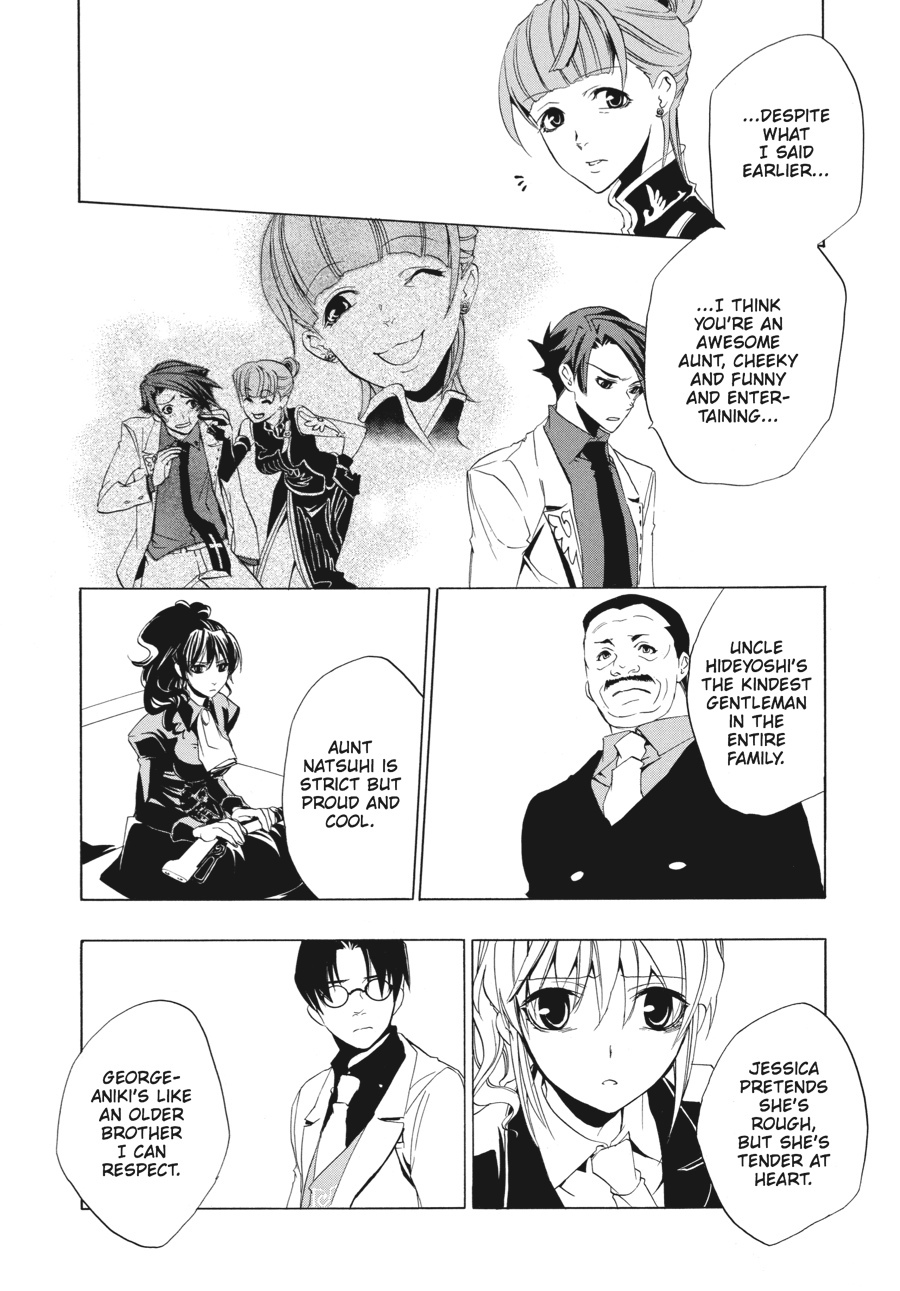 ...DESPITE
WHAT
I SAID
EARLIER...
...I THINK
YOU'RE AN
AWESOME
AUNT, CHEEKY
AND FUNNY
AND ENTER-
TAINING...
UNCLE
HIDEYOSHI'S
THE KINDEST
GENTLEMAN
IN THE
ENTIRE
FAMILY.
AUNT
NATSUHI IS
STRICT BUT
PROUD AND
COOL.
JESSICA
PRETENDS
SHE'S
ROUGH,
BUT SHE'S
TENDER AT
HEART.
GEORGE-
ANIKI'S LIKE
AN OLDER
BROTHER
I CAN
RESPECT.